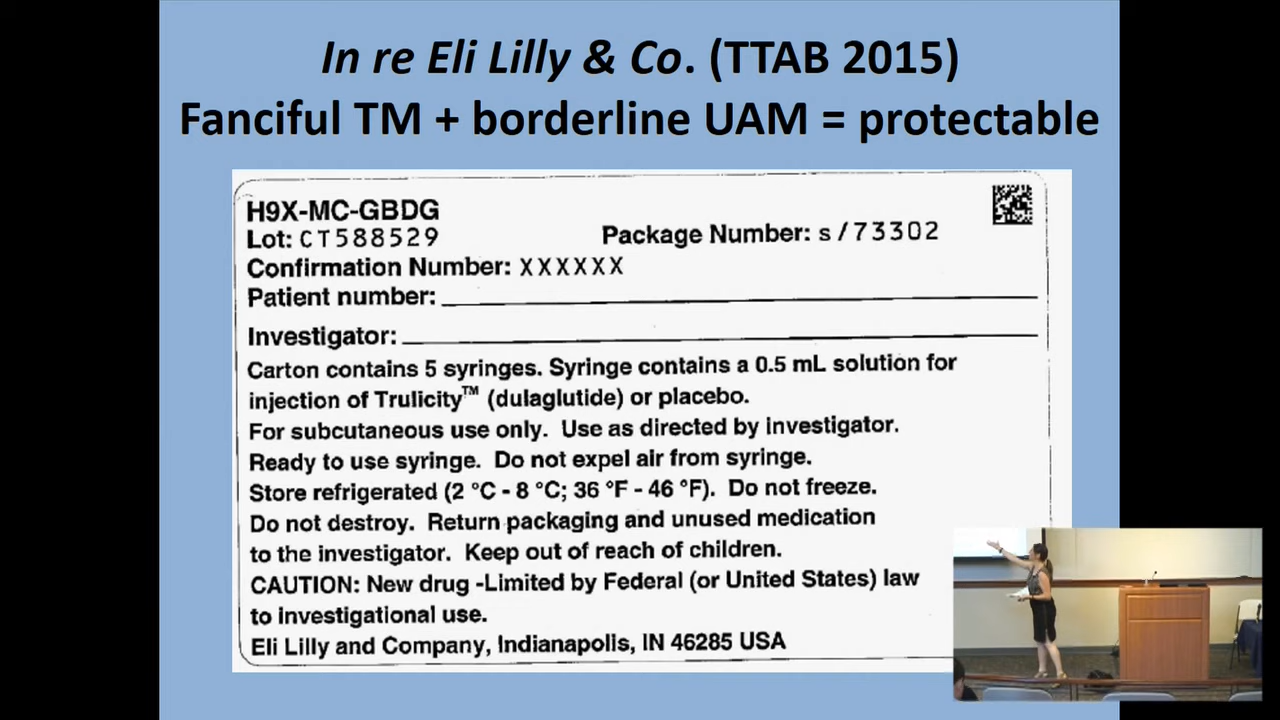 In re Eli Lilly & Co. (TTAB 2015)
Fanciful TM + borderline UAM = protectable
H9X-MC-GBDG
Lot: CT588529
Package Number: s/73302
Confirmation Number: XXXXXX
Patient number:
Investigator:
Carton contains 5 syringes. Syringe contains a 0.5 mL solution for
injection of Trulicity™ (dulaglutide) or placebo.
For subcutaneous use only. Use as directed by investigator.
Ready to use syringe. Do not expel air from syringe.
Store refrigerated (2 °C - 8 °C; 36 °F - 46 °F). Do not freeze.
Do not destroy. Return packaging and unused medication
to the investigator. Keep out of reach of children.
CAUTION: New drug -Limited by Federal (or United States) law
to investigational use.
Eli Lilly and Company, Indianapolis, IN 46285 USA